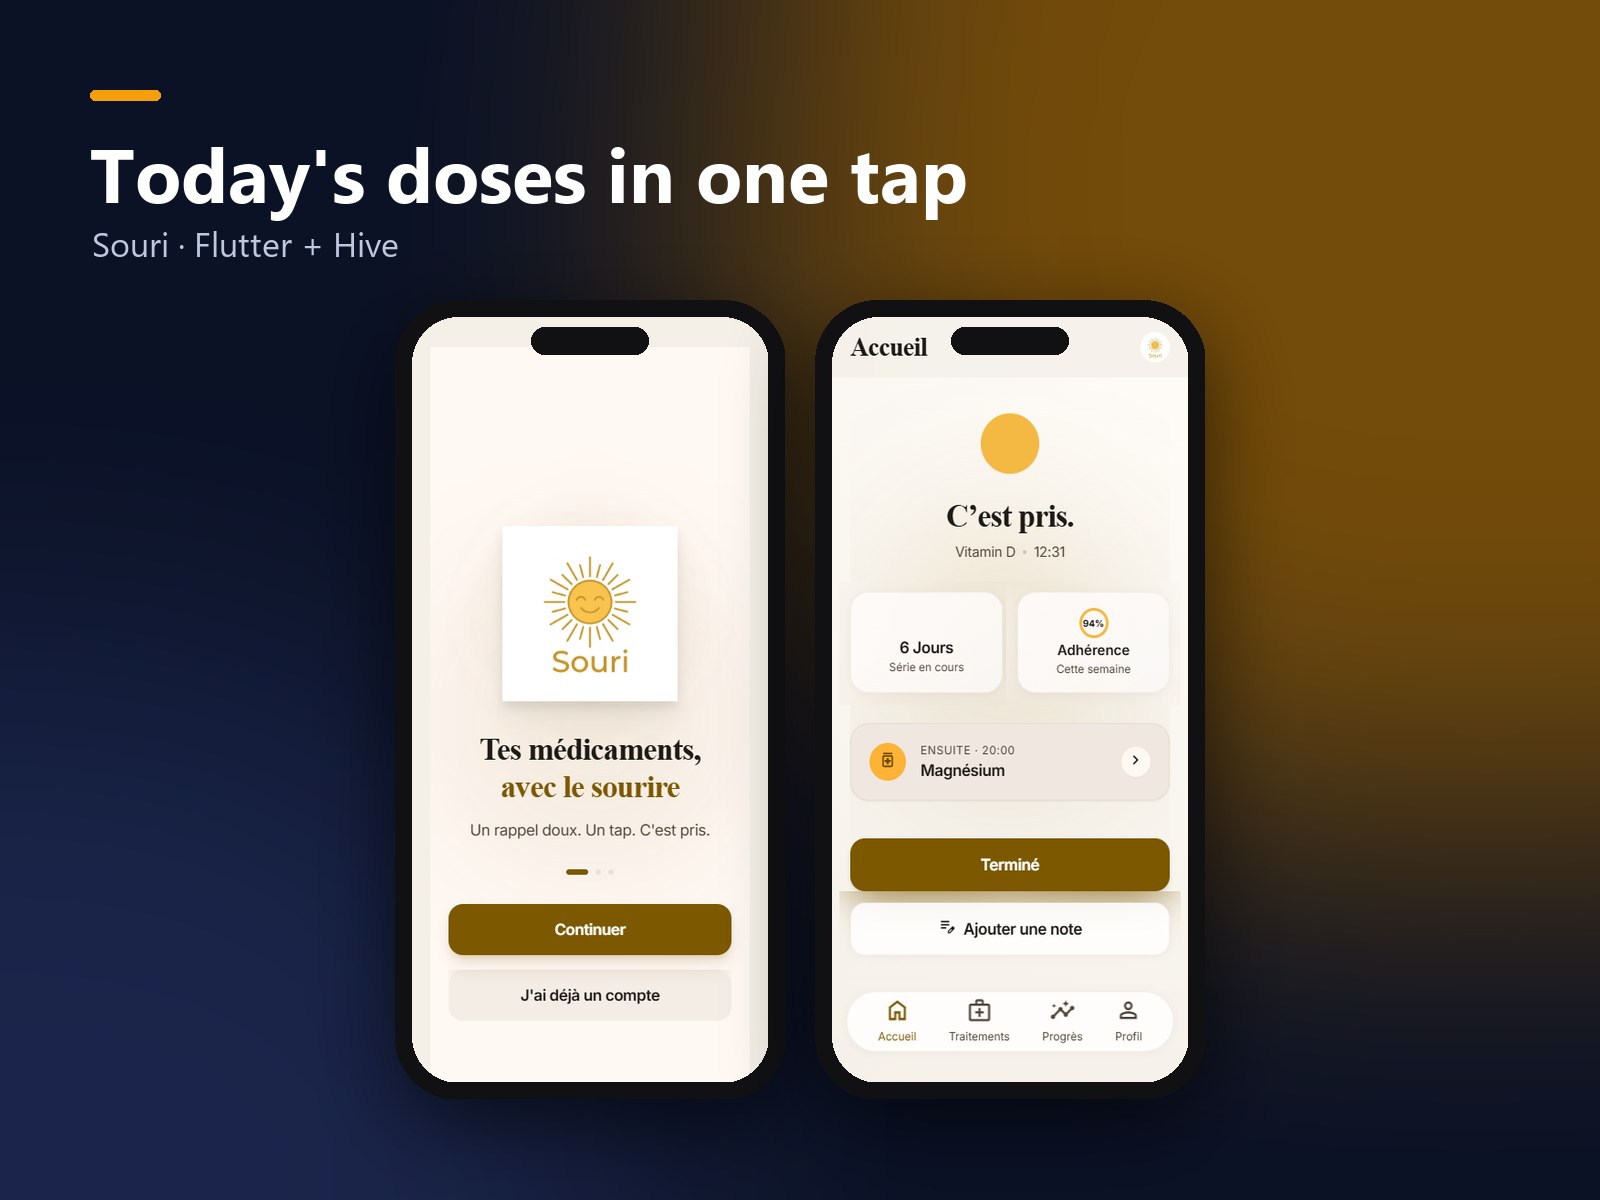 Today's doses in one tap
Souri · Flutter + Hive
Souri
Tes médicaments,
avec le sourire
Un rappel doux. Un tap. C'est pris.
Continuer
J'ai déjà un compte
Accueil
Souri
C’est pris.
Vitamin D • 12:31
6 Jours
Série en cours
94%
Adhérence
Cette semaine
ENSUITE · 20:00
Magnésium
Terminé
Ajouter une note
Accueil
Traitements
Progrès
Profil